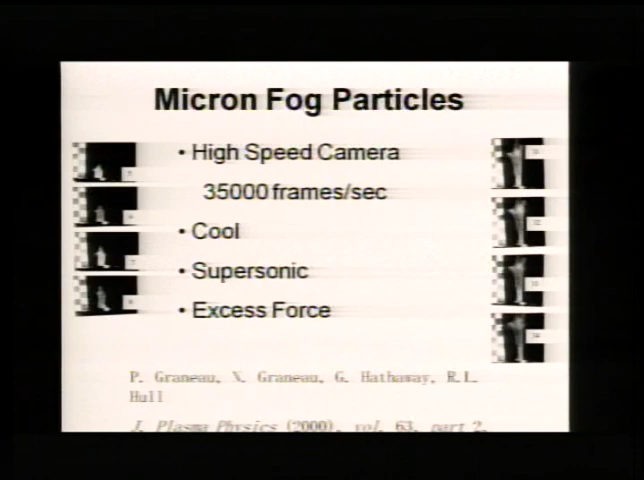 Micron Fog Particles
• High Speed Camera
35000 frames/sec
• Cool
• Supersonic
• Excess Force
P. Graneau, N. Graneau, G. Hathaway, R.L.
Hull
J. Plasma Physics (2000), vol. 63, part 2,